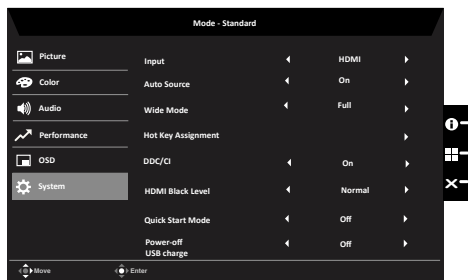 Mode - Standard
Picture
Color
Audio
Performance
OSD
System
Input HDMI
Auto Source On
Wide Mode Full
Hot Key Assignment
DDC/CI On
HDMI Black Level Normal
Quick Start Mode Off
Power-off
USB charge Off
Move Enter